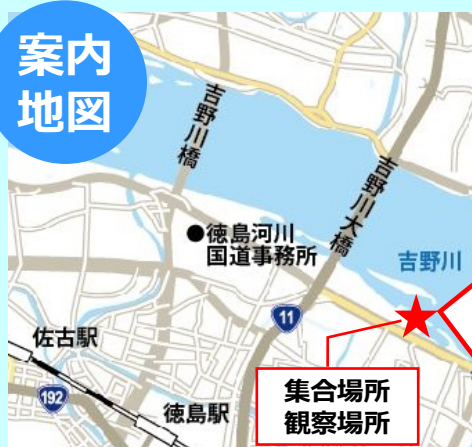 案内
地図
吉野川橋
吉野川大橋
●徳島河川
国道事務所
吉野川
11
佐古駅
192
徳島駅
集合場所
観察場所